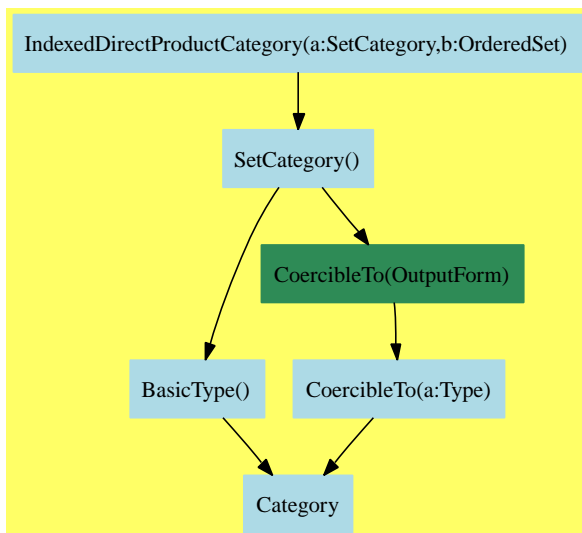 IndexedDirectProductCategory(a:SetCategory,b:OrderedSet)
SetCategory()
CoercibleTo(OutputForm)
BasicType()
CoercibleTo(a:Type)
Category